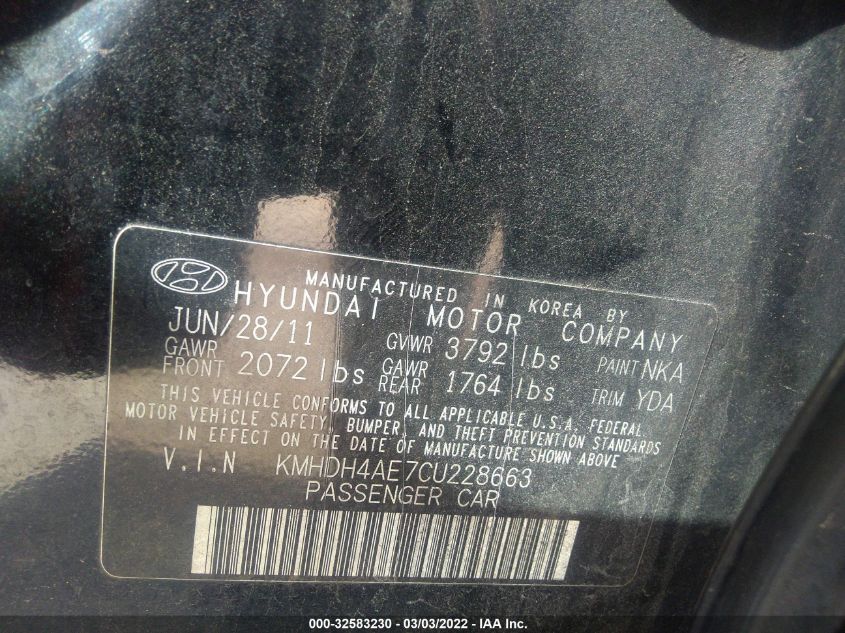 MANUFACTURED IN KOREA BY
HYUNDAI MOTOR COMPANY
JUN/28/11 GVWR 3792 lbs PAINT NKA
GAWR FRONT 2072 lbs GAWR REAR 1764 lbs TRIM YDA
THIS VEHICLE CONFORMS TO ALL APPLICABLE U.S.A. FEDERAL
MOTOR VEHICLE SAFETY, BUMPER, AND THEFT PREVENTION STANDARDS
IN EFFECT ON THE DATE OF MANUFACTURE SHOWN ABOVE
V.I.N KMHDH4AE7CU228663
PASSENGER CAR
000-32583230 - 03/03/2022 - IAA Inc.